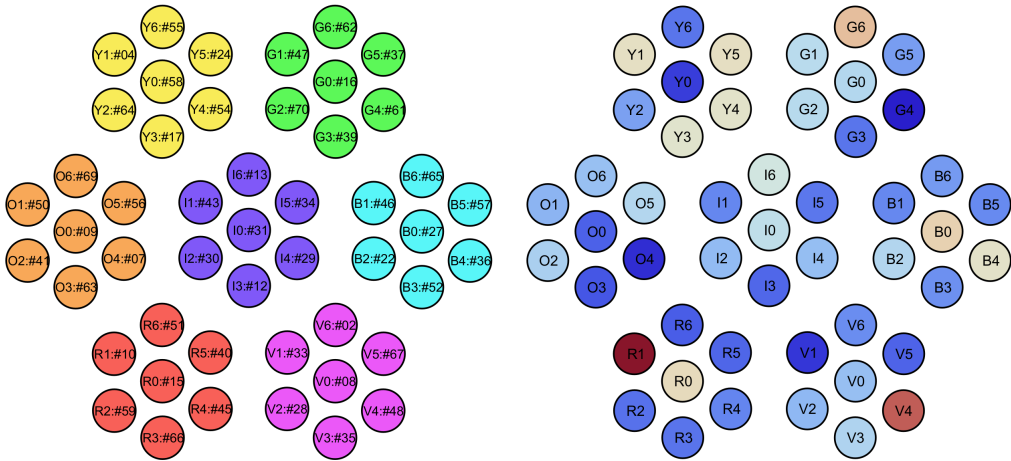 Y6:#55 G6:#62 Y6 G6
Y1:#04 Y5:#24 G1:#47 G5:#37 Y1 Y5 G1 G5
Y0:#58 G0:#16 Y0 G0
Y2:#64 Y4:#54 G2:#70 G4:#61 Y2 Y4 G2 G4
Y3:#17 G3:#39 Y3 G3
O6:#69 I6:#13 B6:#65 O6 I6 B6
O1:#50 O5:#56 I1:#43 I5:#34 B1:#46 B5:#57 O1 O5 I1 I5 B1 B5
O0:#09 I0:#31 B0:#27 O0 I0 B0
O2:#41 O4:#07 I2:#30 I4:#29 B2:#22 B4:#36 O2 O4 I2 I4 B2 B4
O3:#63 I3:#12 B3:#52 O3 I3 B3
R6:#51 V6:#02 R6 V6
R1:#10 R5:#40 V1:#33 V5:#67 R1 R5 V1 V5
R0:#15 V0:#08 R0 V0
R2:#59 R4:#45 V2:#28 V4:#48 R2 R4 V2 V4
R3:#66 V3:#35 R3 V3